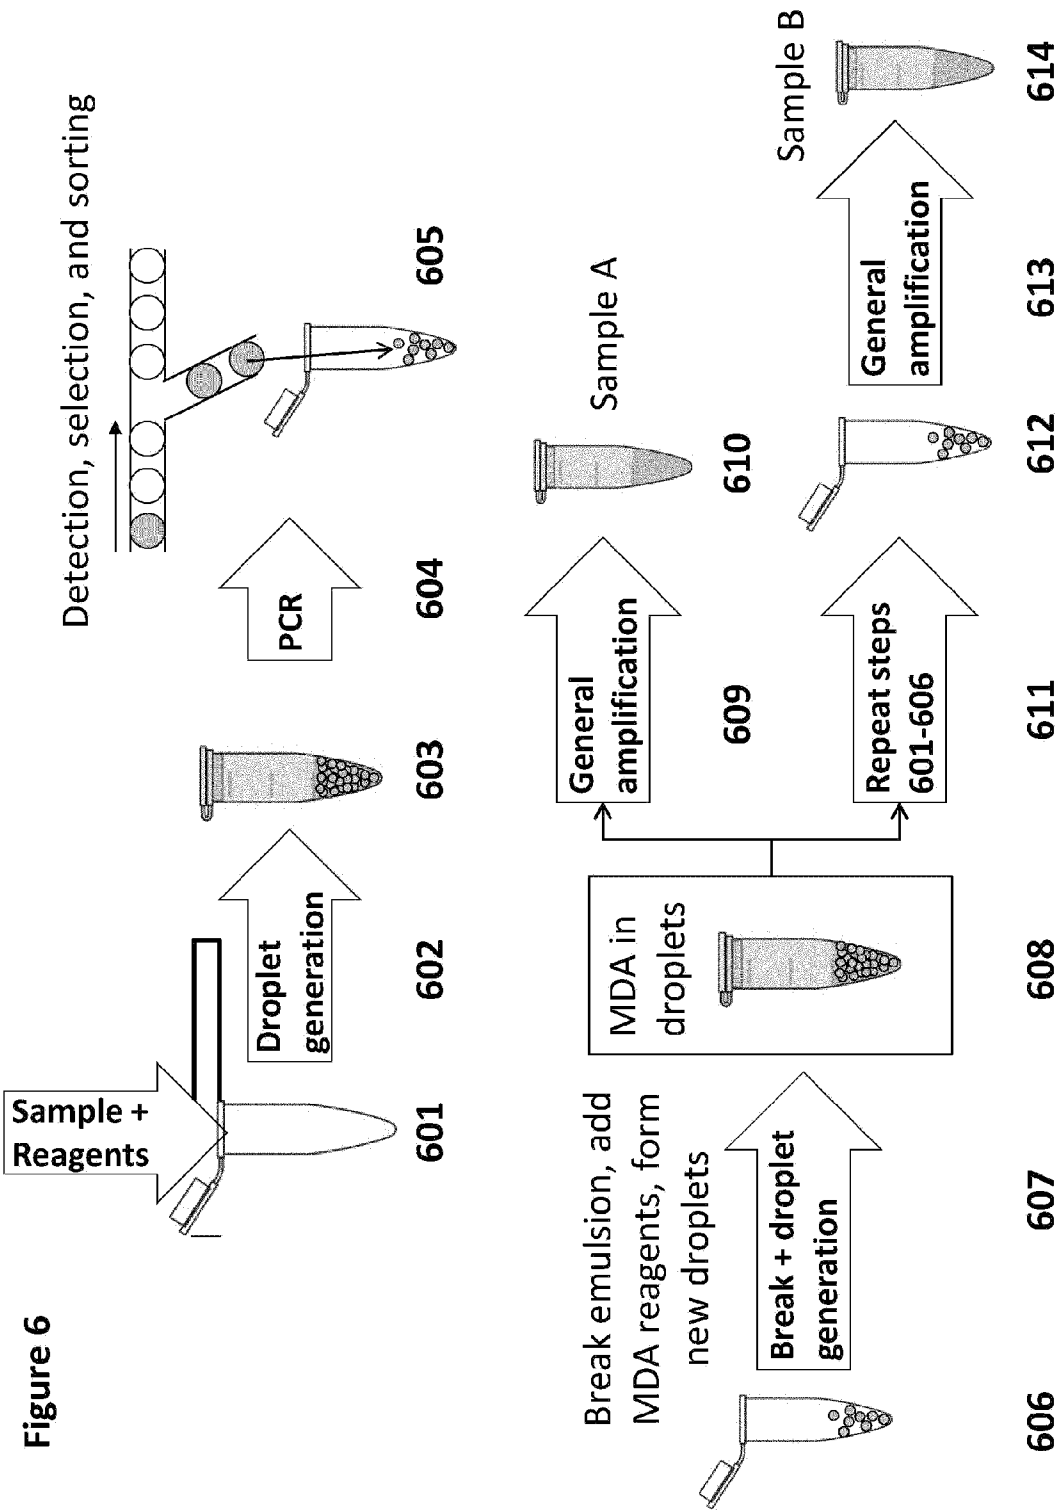 Figure 6
Sample +
Reagents
601
Droplet
generation
602
603
PCR
604
Detection, selection, and sorting
605
606
Break emulsion, add
MDA reagents, form
new droplets
Break + droplet
generation
607
MDA in
droplets
608
General
amplification
609
Sample A
610
Repeat steps
601-606
611
612
General
amplification
613
Sample B
614